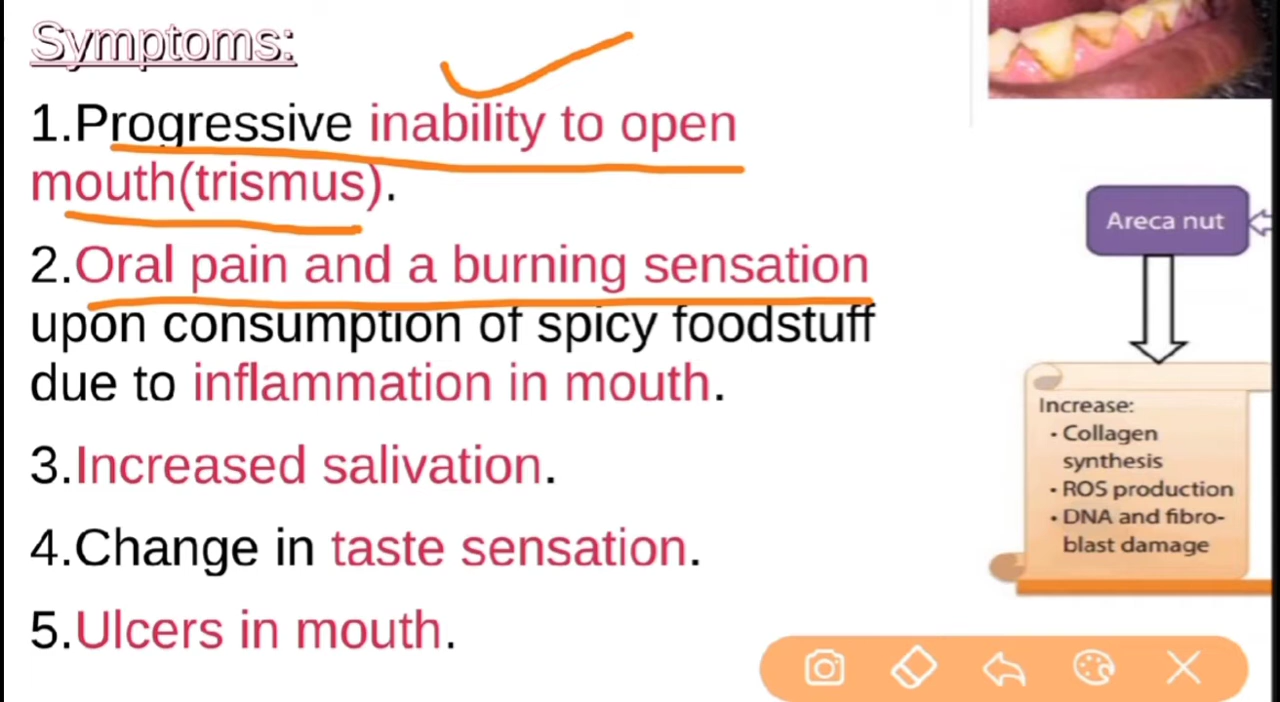 Symptoms:
1.Progressive inability to open
mouth(trismus).
2.Oral pain and a burning sensation
upon consumption of spicy foodstuff
due to inflammation in mouth.
3.Increased salivation.
4.Change in taste sensation.
5.Ulcers in mouth.
Areca nut
Increase:
• Collagen
synthesis
• ROS production
• DNA and fibro-
blast damage